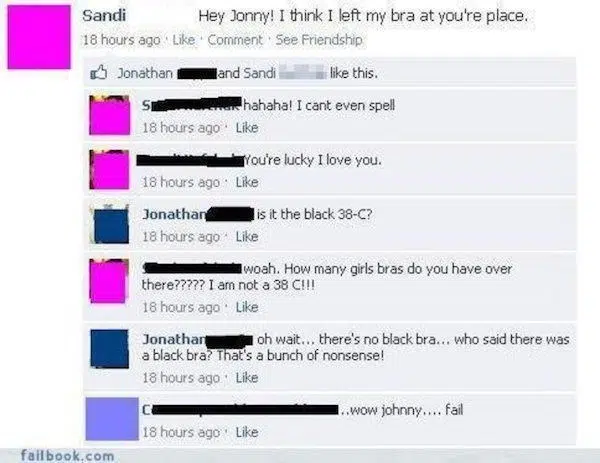 Sandi Hey Jonny! I think I left my bra at you're place.
18 hours ago · Like · Comment · See Friendship
Jonathan and Sandi like this.
hahaha! I cant even spell
18 hours ago · Like
You're lucky I love you.
18 hours ago · Like
Jonathan is it the black 38-C?
18 hours ago · Like
woah. How many girls bras do you have over
there????? I am not a 38 C!!!
18 hours ago · Like
Jonathan oh wait... there's no black bra... who said there was
a black bra? That's a bunch of nonsense!
18 hours ago · Like
..wow johnny.... fail
18 hours ago · Like
failbook.com